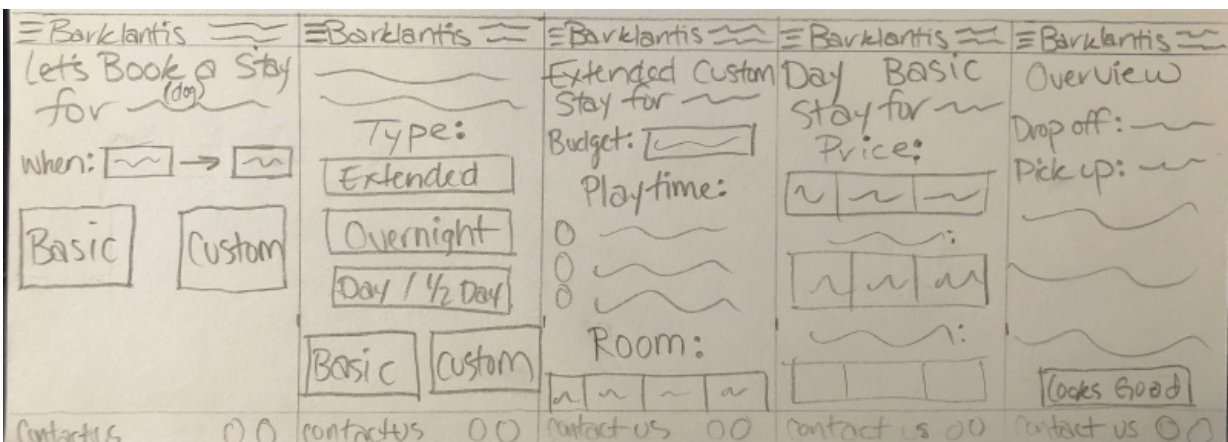 Barklantis
Let's Book a Stay
(dog)
for
when:
Basic
Custom
Contact us
Barklantis
Type:
Extended
Overnight
Day / ½ Day
Basic
Custom
contact us
Barklantis
Extended Custom
Stay for
Budget:
Playtime:
Room:
contact us
Barklantis
Day Basic
Stay for
Price:
contact us
Barklantis
Overview
Drop off:
Pick up:
Looks Good
contact us